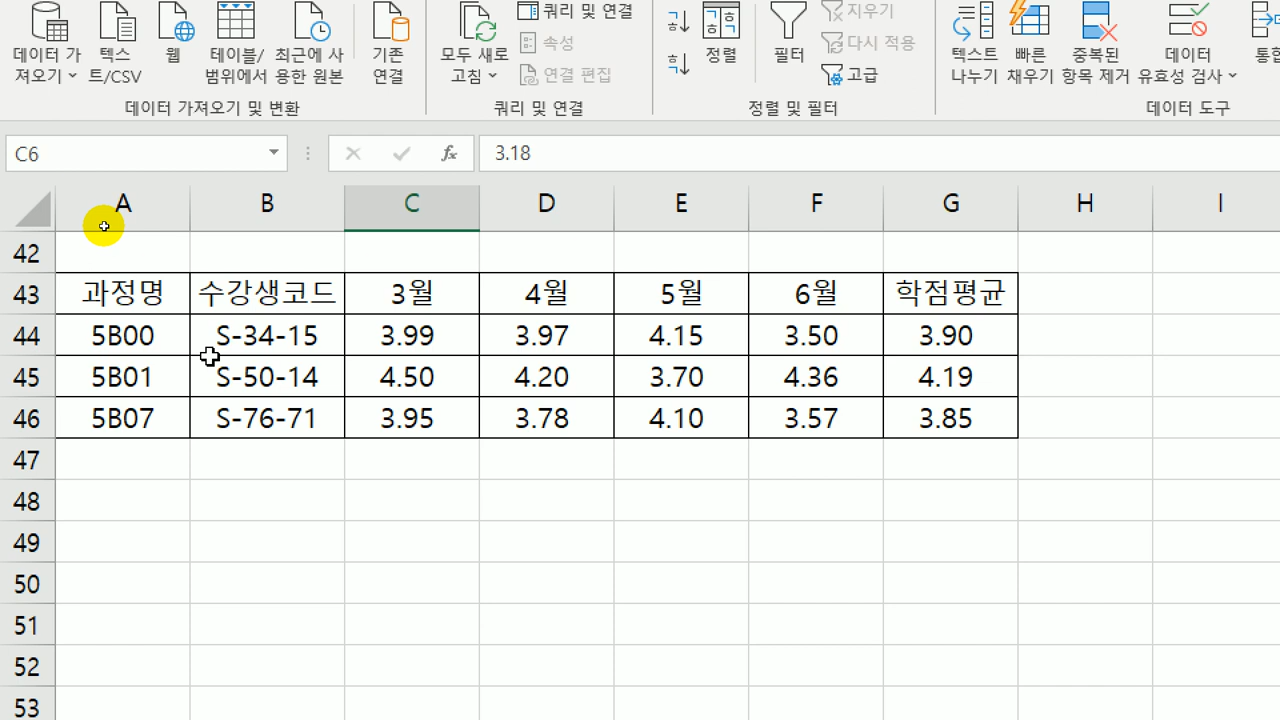 데이터 가져오기 ∨
텍스트/CSV
웹
테이블/범위에서
최근에 사용한 원본
기존 연결
데이터 가져오기 및 변환
모두 새로 고침 ∨
쿼리 및 연결
속성
연결 편집
쿼리 및 연결
정렬
필터
지우기
다시 적용
고급
정렬 및 필터
텍스트 나누기
빠른 채우기
중복된 항목 제거
데이터 유효성 검사 ∨
통합
데이터 도구
C6 fx 3.18
A B C D E F G H I
42
43 과정명 수강생코드 3월 4월 5월 6월 학점평균
44 5B00 S-34-15 3.99 3.97 4.15 3.50 3.90
45 5B01 S-50-14 4.50 4.20 3.70 4.36 4.19
46 5B07 S-76-71 3.95 3.78 4.10 3.57 3.85
47
48
49
50
51
52
53